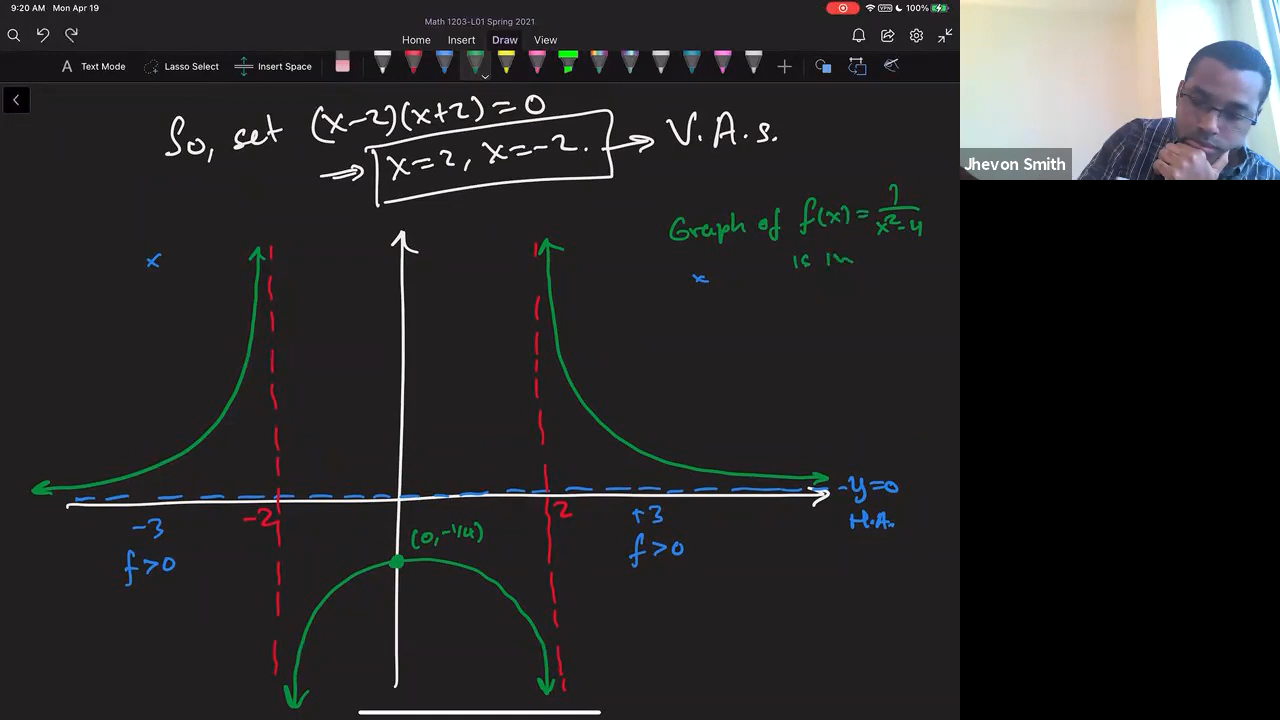 9:20 AM Mon Apr 19
VPN 100%
Math 1203-L01 Spring 2021
Home Insert Draw View
A Text Mode Lasso Select Insert Space
So, set (x-2)(x+2)=0
⇒ x=2, x=-2. → V.A.s.
Jhevon Smith
Graph of f(x)=1/(x²-4)
is in
x x
-y=0
H.A.
-3 -2 2 +3
f>0 f>0
(0,-1/4)